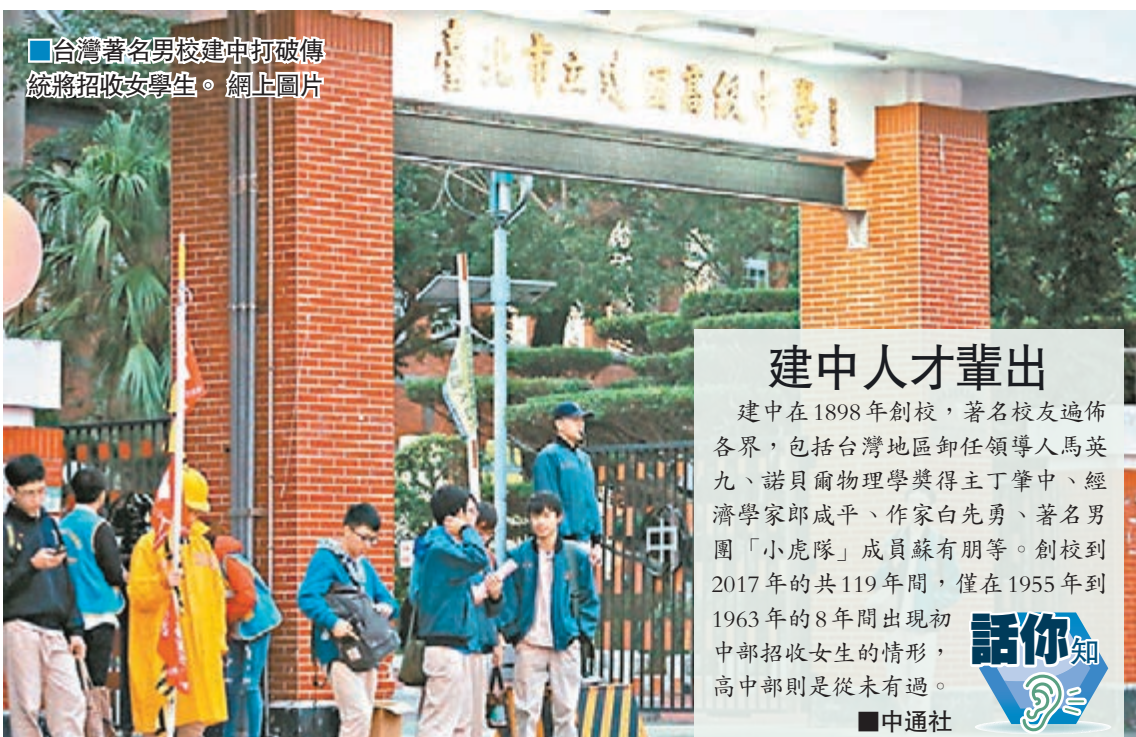 ■台灣著名男校建中打破傳
統將招收女學生。 網上圖片
臺北市立建國高級中學
中
建中人才輩出
建中在1898年創校，著名校友遍佈
各界，包括台灣地區卸任領導人馬英
九、諾貝爾物理學獎得主丁肇中、經
濟學家郎咸平、作家白先勇、著名男
團「小虎隊」成員蘇有朋等。創校到
2017年的共119年間，僅在1955年到
1963年的8年間出現初
中部招收女生的情形，
高中部則是從未有過。
■中通社
話你知